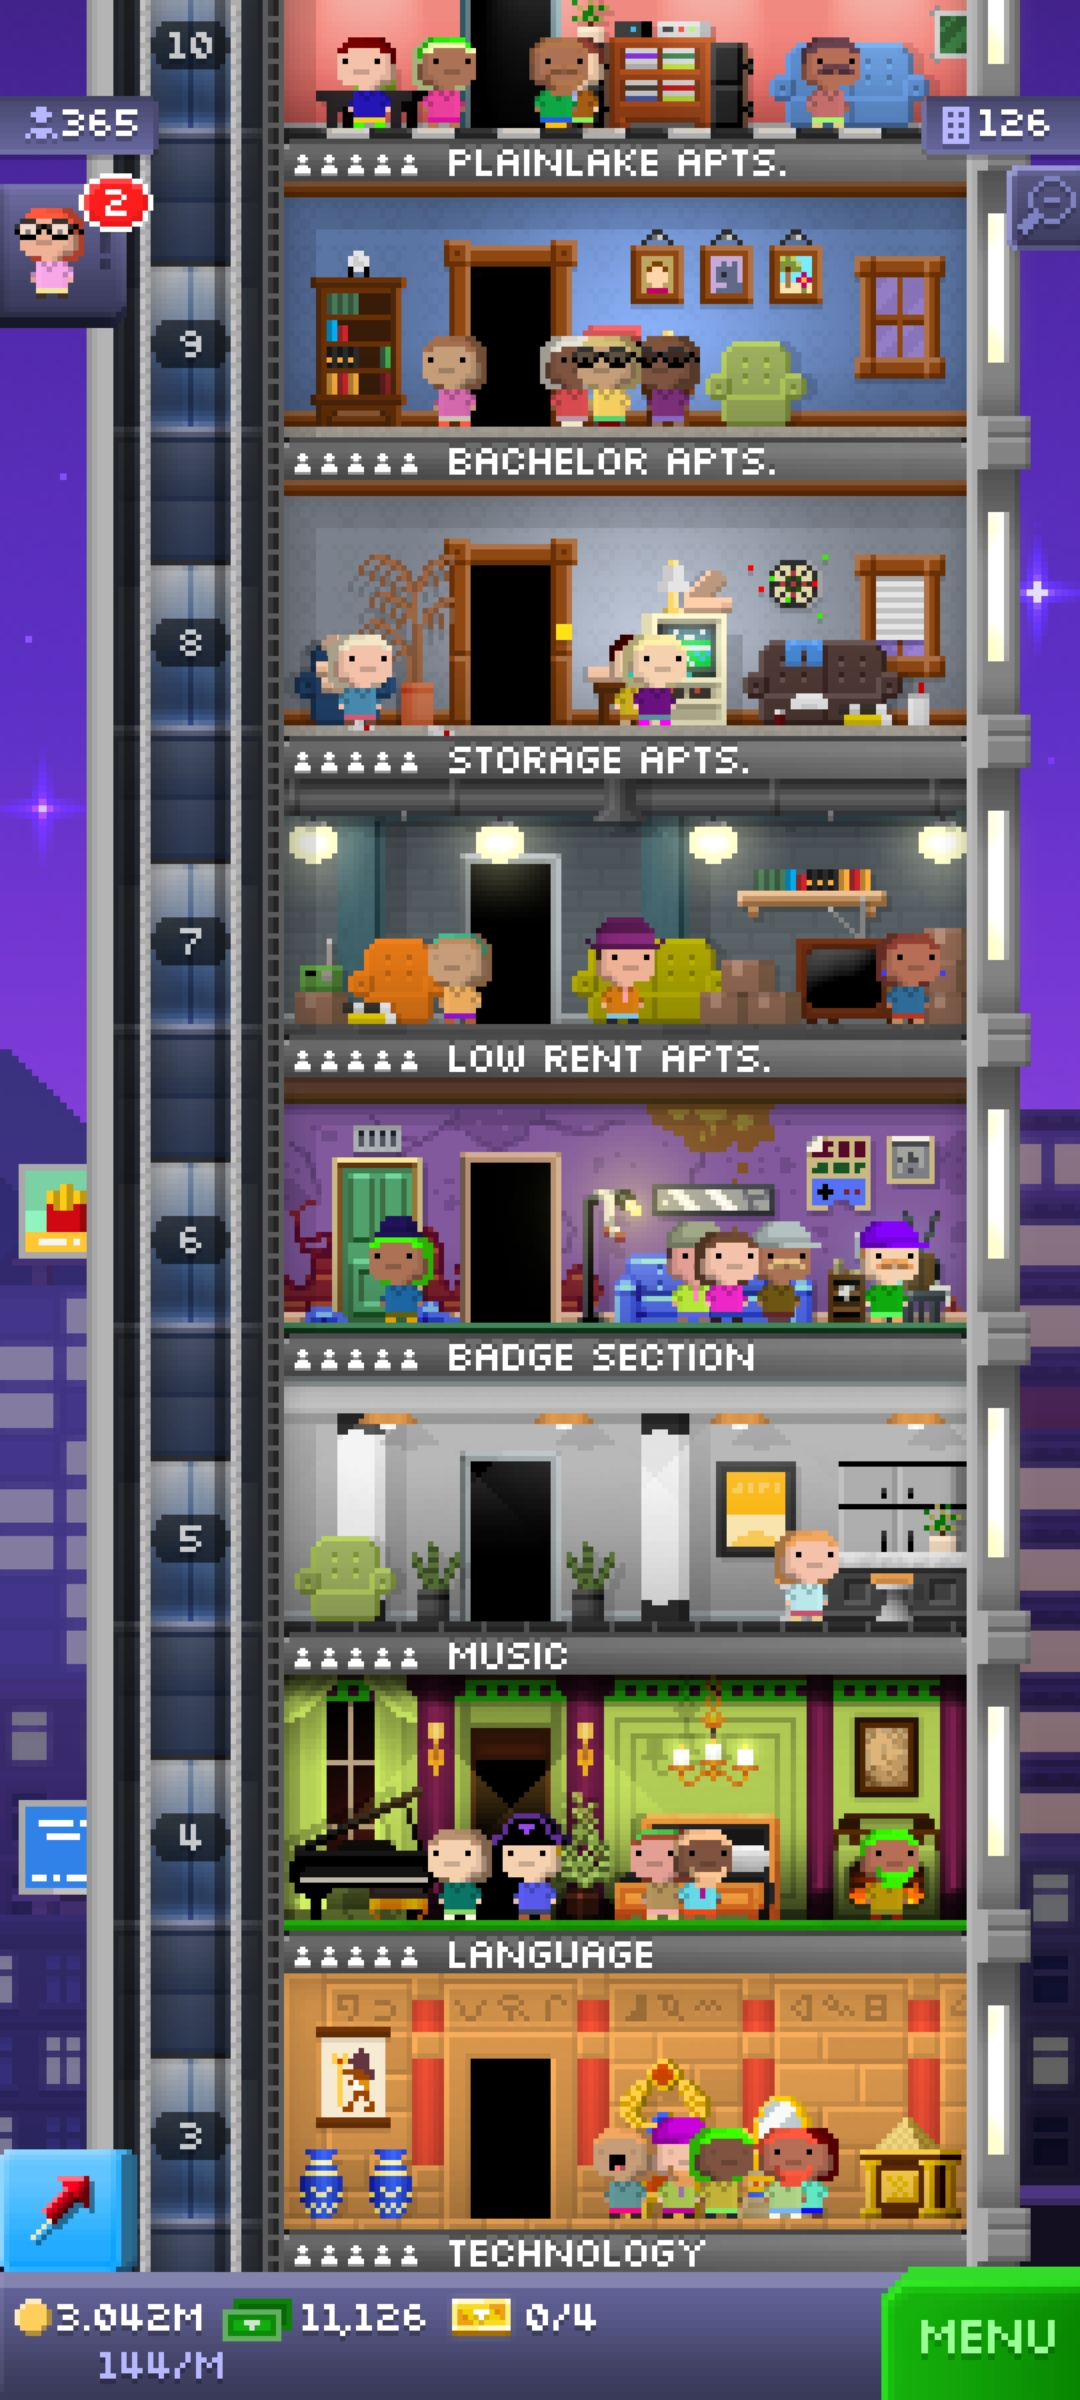 10
365
126
PLAINLAKE APTS.
2
9
BACHELOR APTS.
8
STORAGE APTS.
7
LOW RENT APTS.
6
BADGE SECTION
5
MUSIC
4
LANGUAGE
3
TECHNOLOGY
3.042M 11,126 0/4
144/M
MENU